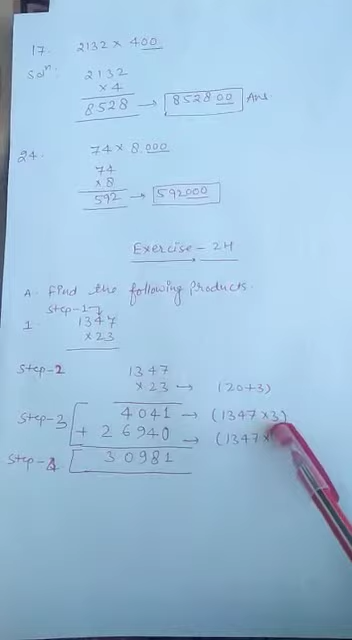 17. 2132 × 400
Solⁿ: 2132
× 4
8528 → 852800 Ans
24. 74 × 8,000
74
× 8
592 → 592000
Exercise - 2H
A. Find the following products.
Step-1
1. 1347
× 23
Step-2 1347
× 23 → (20+3)
Step-3 4041 → (1347×3)
+ 26940 → (1347×
Step-4 30981